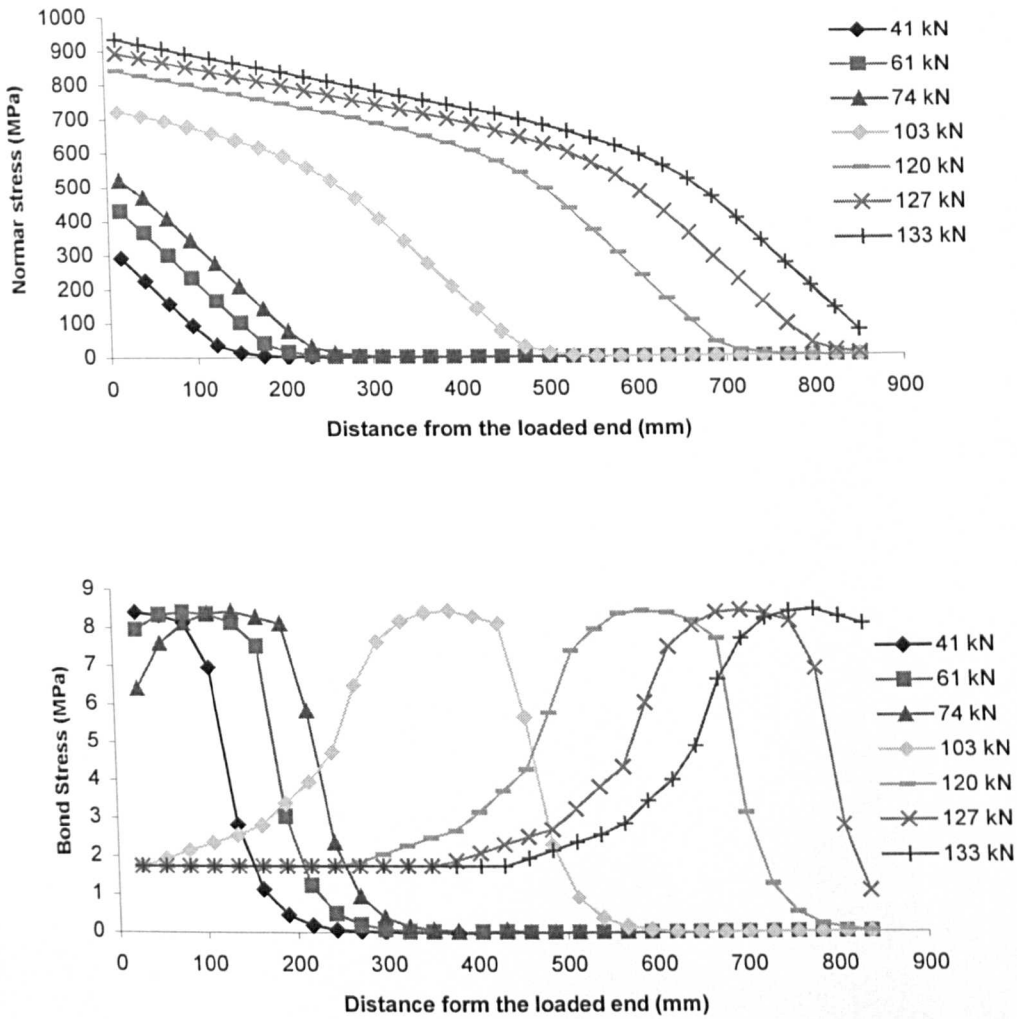 1000
900
800
700
600
500
400
300
200
100
0
Normar stress (MPa)
0 100 200 300 400 500 600 700 800 900
Distance from the loaded end (mm)
41 kN
61 kN
74 kN
103 kN
120 kN
127 kN
133 kN
9
8
7
6
5
4
3
2
1
0
Bond Stress (MPa)
0 100 200 300 400 500 600 700 800 900
Distance form the loaded end (mm)
41 kN
61 kN
74 kN
103 kN
120 kN
127 kN
133 kN